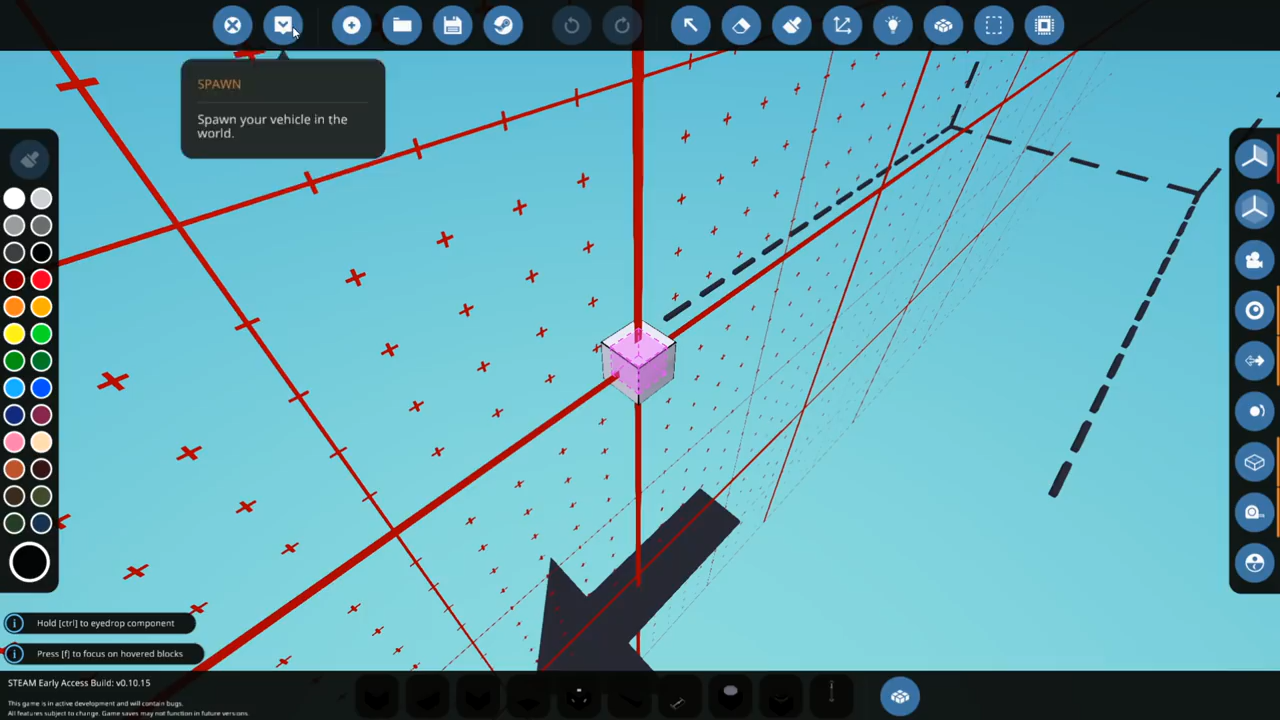 SPAWN
Spawn your vehicle in the
world.
Hold [ctrl] to eyedrop component
Press [f] to focus on hovered blocks
STEAM Early Access Build: v0.10.15
This game is in active development and will contain bugs.
All features subject to change. Game saves may not function in future versions.